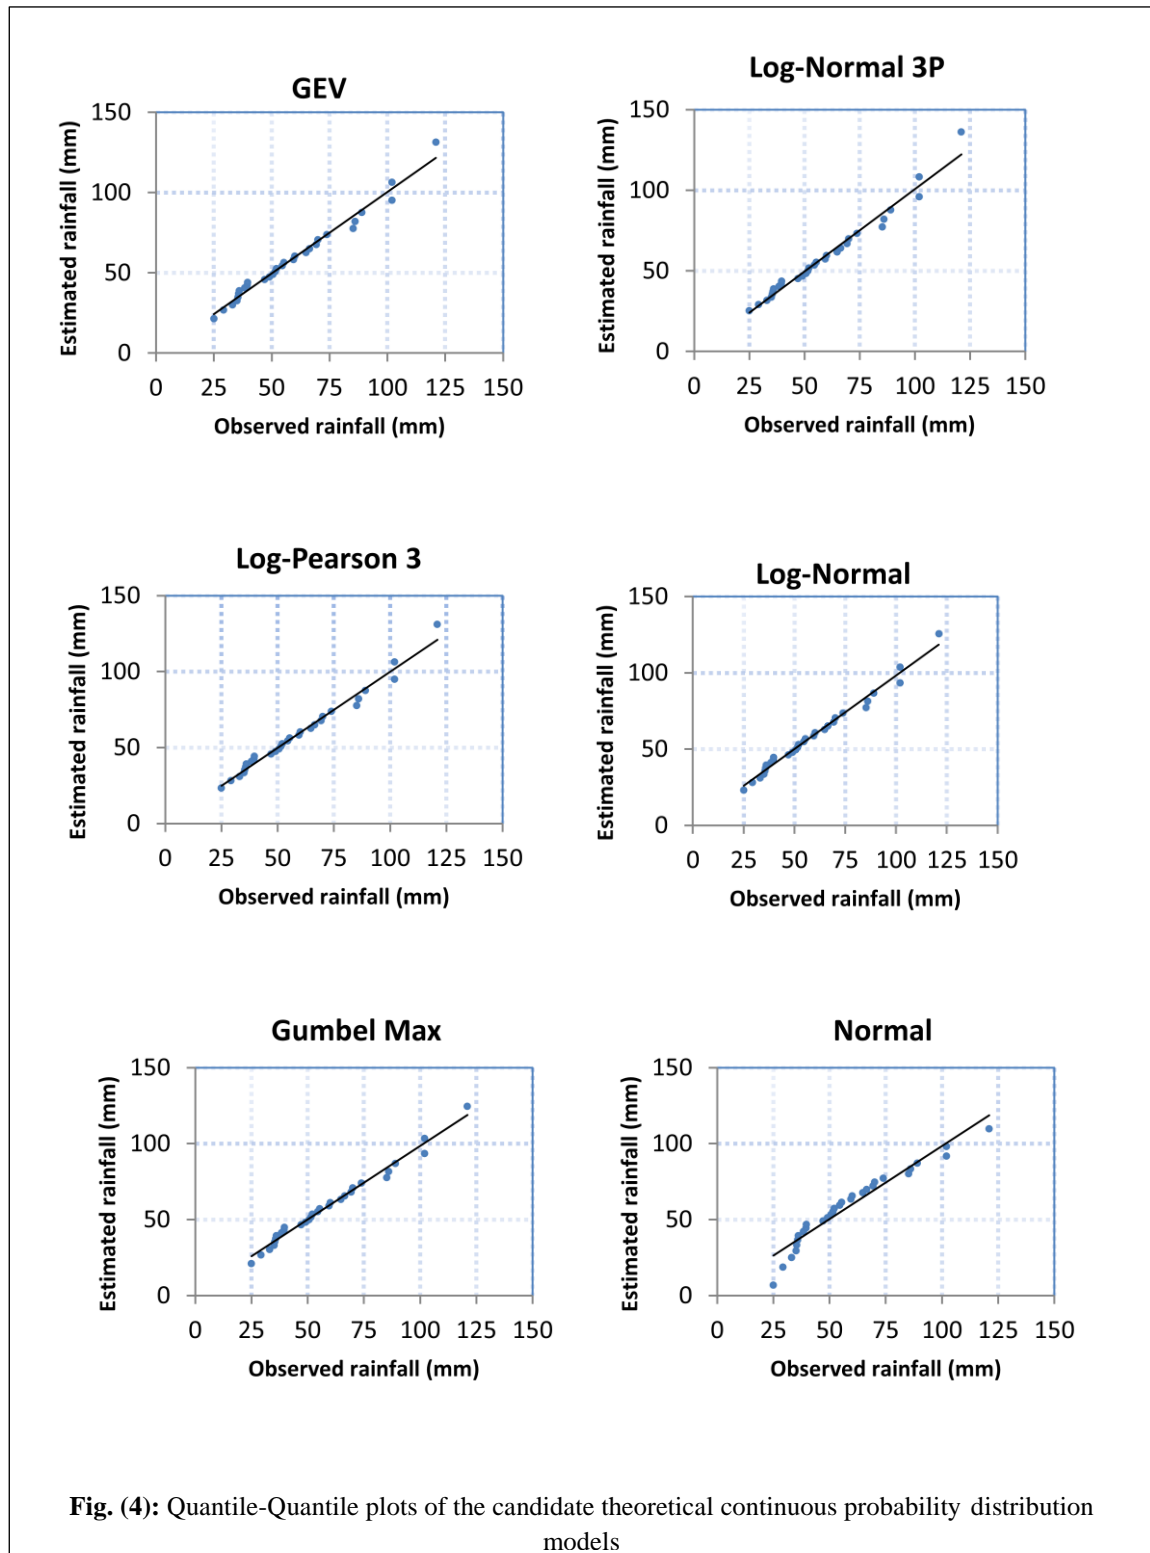 GEV
150
100
50
0
0 25 50 75 100 125 150
Estimated rainfall (mm)
Observed rainfall (mm)
Log-Normal 3P
150
100
50
0
0 25 50 75 100 125 150
Estimated rainfall (mm)
Observed rainfall (mm)
Log-Pearson 3
150
100
50
0
0 25 50 75 100 125 150
Estimated rainfall (mm)
Observed rainfall (mm)
Log-Normal
150
100
50
0
0 25 50 75 100 125 150
Estimated rainfall (mm)
Observed rainfall (mm)
Gumbel Max
150
100
50
0
0 25 50 75 100 125 150
Estimated rainfall (mm)
Observed rainfall (mm)
Normal
150
100
50
0
0 25 50 75 100 125 150
Estimated rainfall (mm)
Observed rainfall (mm)
Fig. (4): Quantile-Quantile plots of the candidate theoretical continuous probability distribution
models